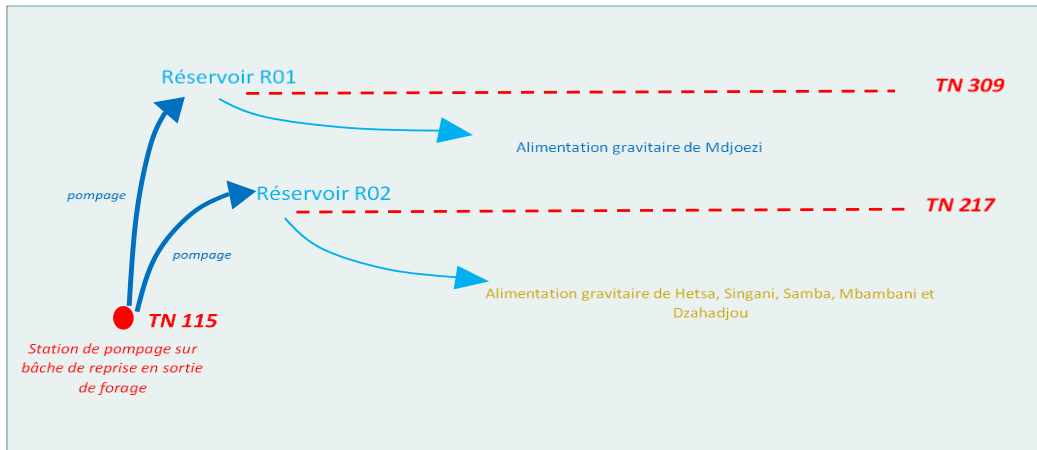 Réservoir R01
TN 309
Alimentation gravitaire de Mdjoezi
pompage
Réservoir R02
TN 217
pompage
Alimentation gravitaire de Hetsa, Singani, Samba, Mbambani et
Dzahadjou
TN 115
Station de pompage sur
bâche de reprise en sortie
de forage